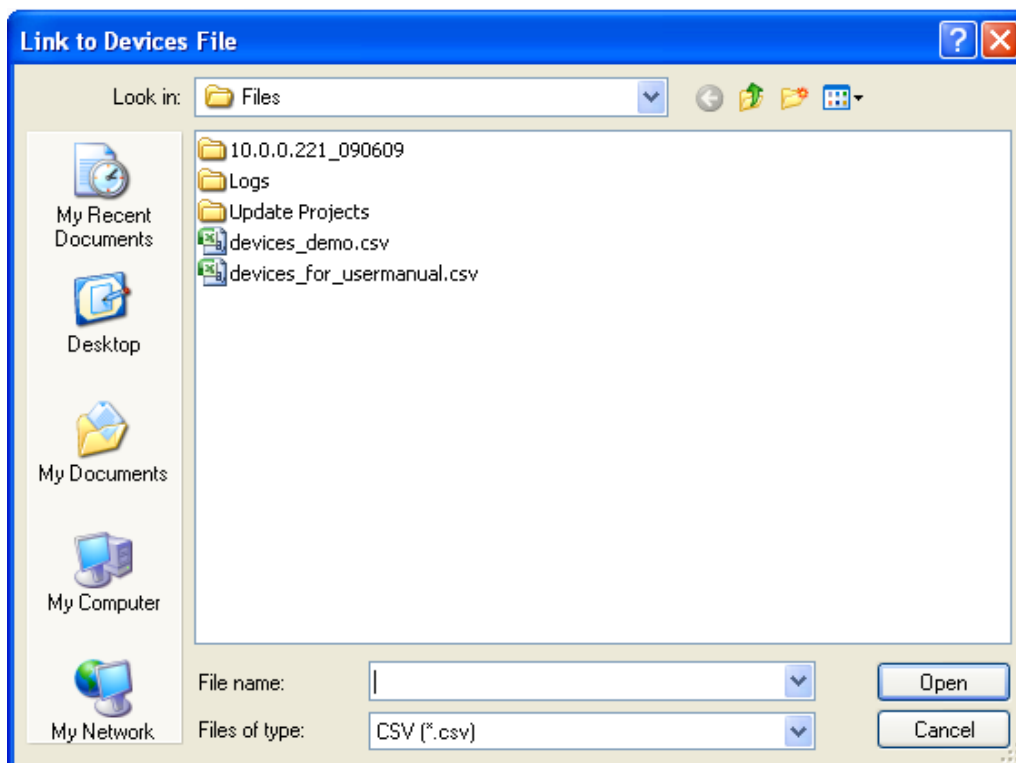 Link to Devices File
Look in: Files
10.0.0.221_090609
Logs
Update Projects
devices_demo.csv
devices_for_usermanual.csv
My Recent
Documents
Desktop
My Documents
My Computer
My Network
File name:
Open
Files of type: CSV (*.csv)
Cancel